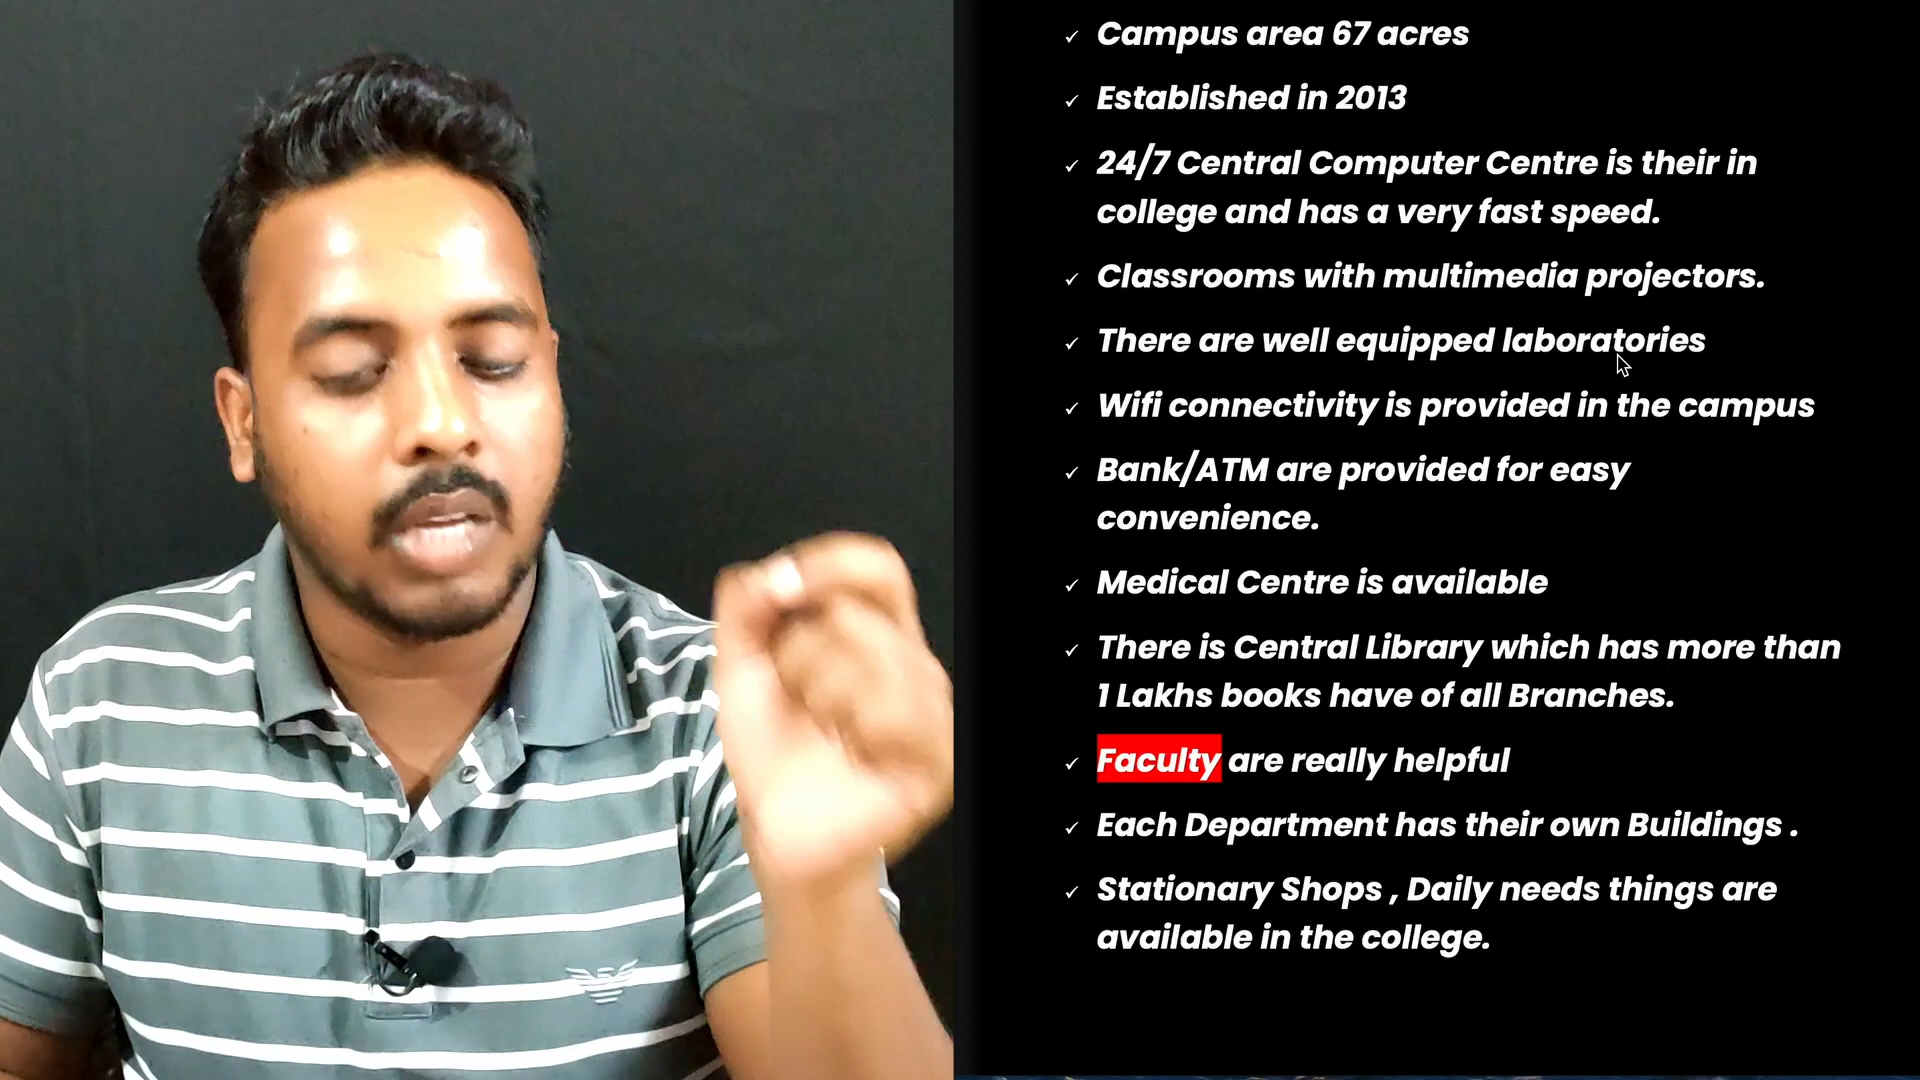 Campus area 67 acres
Established in 2013
24/7 Central Computer Centre is their in
college and has a very fast speed.
Classrooms with multimedia projectors.
There are well equipped laboratories
Wifi connectivity is provided in the campus
Bank/ATM are provided for easy
convenience.
Medical Centre is available
There is Central Library which has more than
1 Lakhs books have of all Branches.
Faculty are really helpful
Each Department has their own Buildings .
Stationary Shops , Daily needs things are
available in the college.